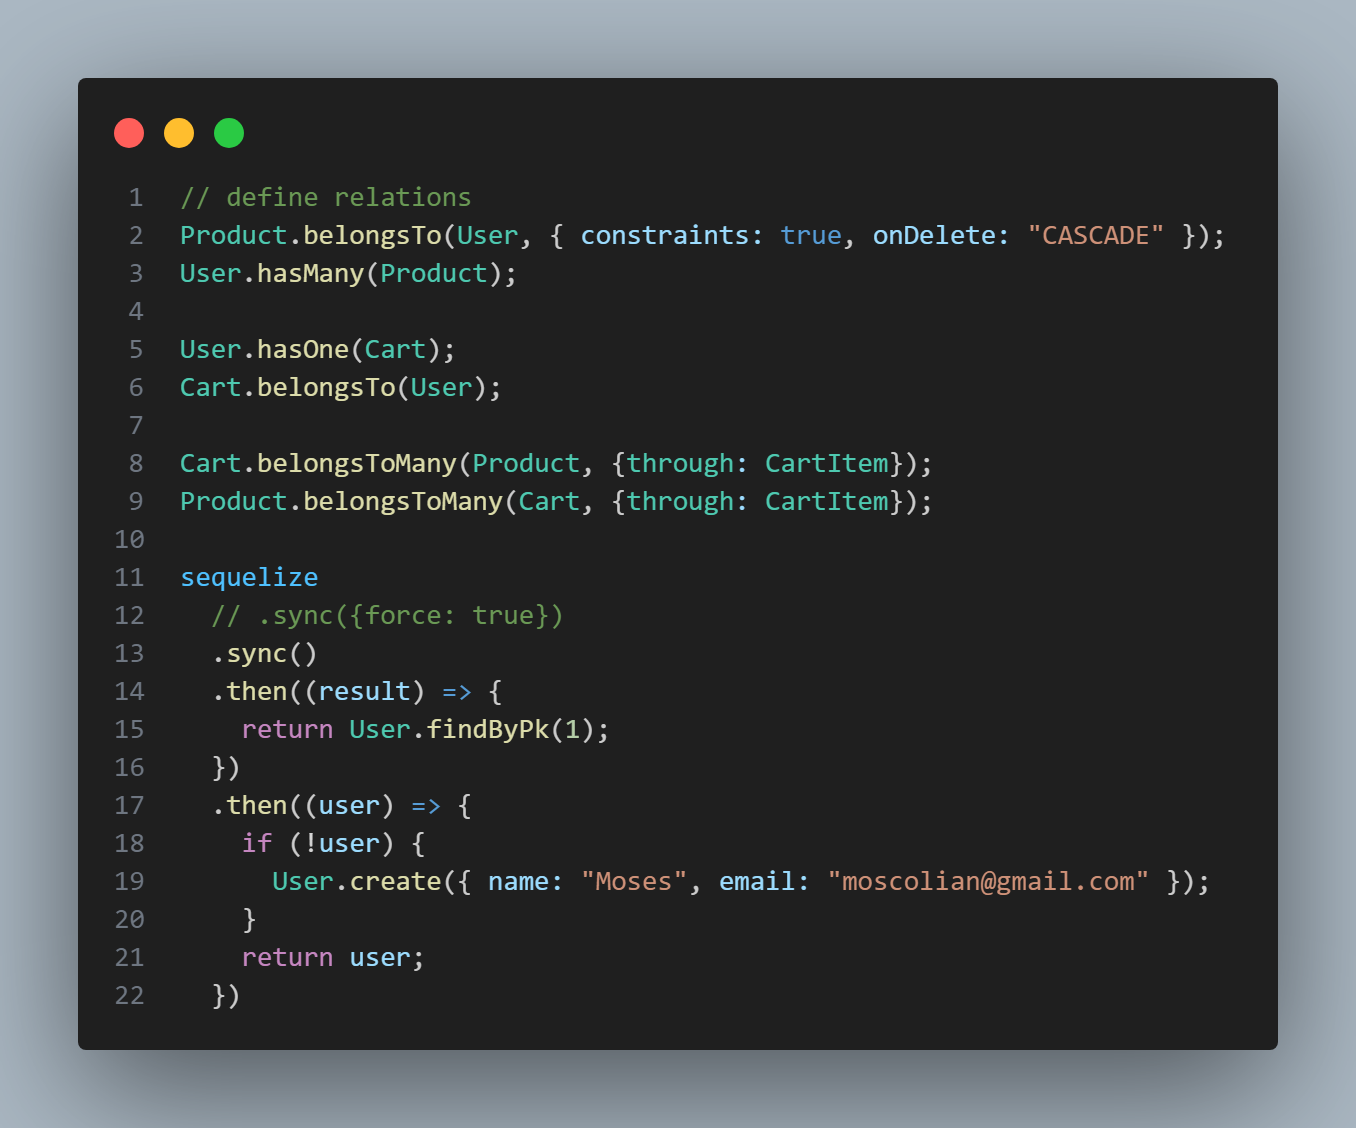 1 // define relations
2 Product.belongsTo(User, { constraints: true, onDelete: "CASCADE" });
3 User.hasMany(Product);
4
5 User.hasOne(Cart);
6 Cart.belongsTo(User);
7
8 Cart.belongsToMany(Product, {through: CartItem});
9 Product.belongsToMany(Cart, {through: CartItem});
10
11 sequelize
12   // .sync({force: true})
13   .sync()
14   .then((result) => {
15     return User.findByPk(1);
16   })
17   .then((user) => {
18     if (!user) {
19       User.create({ name: "Moses", email: "moscolian@gmail.com" });
20     }
21     return user;
22   })